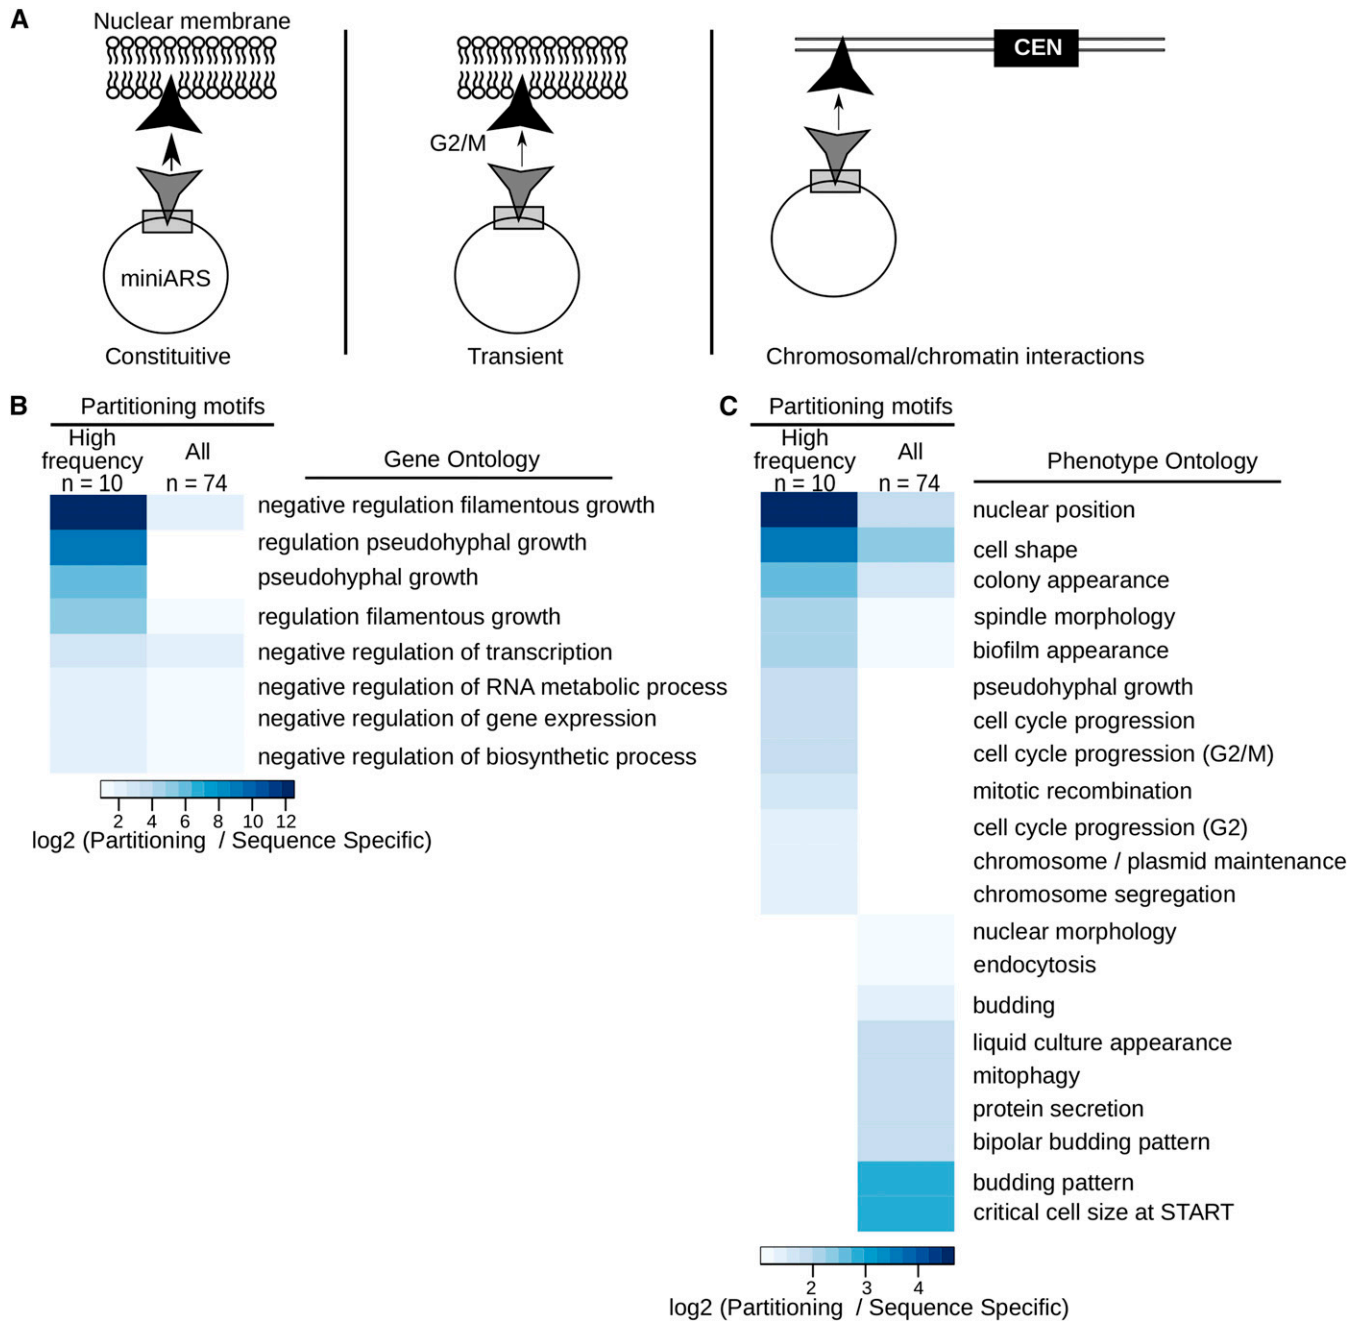 A
Nuclear membrane
CEN
G2/M
miniARS
Constituitive
Transient
Chromosomal/chromatin interactions
B
Partitioning motifs
High frequency
n = 10
All
n = 74
Gene Ontology
negative regulation filamentous growth
regulation pseudohyphal growth
pseudohyphal growth
regulation filamentous growth
negative regulation of transcription
negative regulation of RNA metabolic process
negative regulation of gene expression
negative regulation of biosynthetic process
2 4 6 8 10 12
log2 (Partitioning / Sequence Specific)
C
Partitioning motifs
High frequency
n = 10
All
n = 74
Phenotype Ontology
nuclear position
cell shape
colony appearance
spindle morphology
biofilm appearance
pseudohyphal growth
cell cycle progression
cell cycle progression (G2/M)
mitotic recombination
cell cycle progression (G2)
chromosome / plasmid maintenance
chromosome segregation
nuclear morphology
endocytosis
budding
liquid culture appearance
mitophagy
protein secretion
bipolar budding pattern
budding pattern
critical cell size at START
2 3 4
log2 (Partitioning / Sequence Specific)